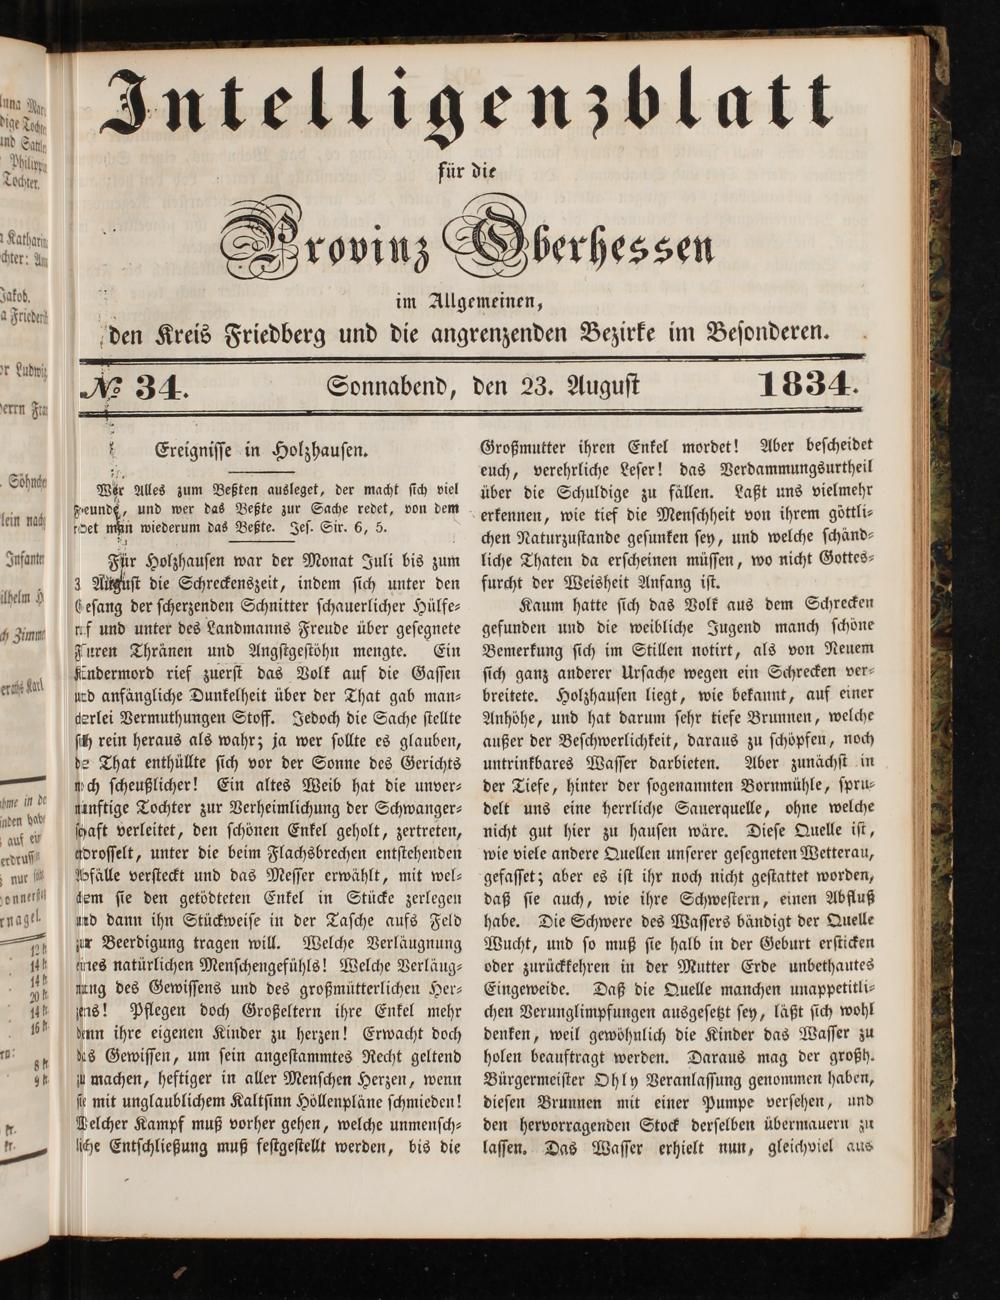 Intelligenzblatt
für die
Provinz Oberhessen
im Allgemeinen,
den Kreis Friedberg und die angrenzenden Bezirke im Besonderen.
№ 34. Sonnabend, den 23. August 1834.
Ereignisse in Holzhausen.
Wer Alles zum Beßten ausleget, der macht sich viel
Freunde, und wer das Beßte zur Sache redet, von dem
redet man wiederum das Beßte. Jes. Sir. 6, 5.
Für Holzhausen war der Monat Juli bis zum
3 August die Schreckenszeit, indem sich unter den
Gesang der scherzenden Schnitter schauerlicher Hülfe-
ruf und unter des Landmanns Freude über gesegnete
Fluren Thränen und Angstgestöhn mengte. Ein
Kindermord rief zuerst das Volk auf die Gassen
und anfängliche Dunkelheit über der That gab man-
cherlei Vermuthungen Stoff. Jedoch die Sache stellte
sich rein heraus als wahr; ja wer sollte es glauben,
die That enthüllte sich vor der Sonne des Gerichts
noch scheußlicher! Ein altes Weib hat die unver-
nünftige Tochter zur Verheimlichung der Schwanger-
schaft verleitet, den schönen Enkel geholt, zertreten,
erdrosselt, unter die beim Flachsbrechen entstehenden
Abfälle versteckt und das Messer erwählt, mit wel-
chem sie den getödteten Enkel in Stücke zerlegen
und dann ihn Stückweise in der Tasche aufs Feld
zur Beerdigung tragen will. Welche Verläugnung
eines natürlichen Menschengefühls! Welche Verläug-
nung des Gewissens und des großmütterlichen Her-
zens! Pflegen doch Großeltern ihre Enkel mehr
denn ihre eigenen Kinder zu herzen! Erwacht doch
das Gewissen, um sein angestammtes Recht geltend
zu machen, heftiger in aller Menschen Herzen, wenn
sie mit unglaublichem Kaltsinn Höllenpläne schmieden!
Welcher Kampf muß vorher gehen, welche unmensch-
liche Entschließung muß festgestellt werden, bis die
Großmutter ihren Enkel mordet! Aber bescheidet
euch, verehrliche Leser! das Verdammungsurtheil
über die Schuldige zu fällen. Laßt uns vielmehr
erkennen, wie tief die Menschheit von ihrem göttli-
chen Naturzustande gesunken sey, und welche schänd-
liche Thaten da erscheinen müssen, wo nicht Gottes-
furcht der Weisheit Anfang ist.
Kaum hatte sich das Volk aus dem Schrecken
gefunden und die weibliche Jugend manch schöne
Bemerkung sich im Stillen notirt, als von Neuem
sich ganz anderer Ursache wegen ein Schrecken ver-
breitete. Holzhausen liegt, wie bekannt, auf einer
Anhöhe, und hat darum sehr tiefe Brunnen, welche
außer der Beschwerlichkeit, daraus zu schöpfen, noch
untrinkbares Wasser darbieten. Aber zunächst in
der Tiefe, hinter der sogenannten Bornmühle, spru-
delt uns eine herrliche Sauerquelle, ohne welche
nicht gut hier zu hausen wäre. Diese Quelle ist,
wie viele andere Quellen unserer gesegneten Wetterau,
gefasset; aber es ist ihr noch nicht gestattet worden,
daß sie auch, wie ihre Schwestern, einen Abfluß
habe. Die Schwere des Wassers bändigt der Quelle
Wucht, und so muß sie halb in der Geburt ersticken
oder zurückkehren in der Mutter Erde unbethautes
Eingeweide. Daß die Quelle manchen unappetitli-
chen Verunglimpfungen ausgesetzt sey, läßt sich wohl
denken, weil gewöhnlich die Kinder das Wasser zu
holen beauftragt werden. Daraus mag der großh.
Bürgermeister Ohly Veranlassung genommen haben,
diesen Brunnen mit einer Pumpe versehen, und
den hervorragenden Stock derselben übermauern zu
lassen. Das Wasser erhielt nun, gleichviel aus